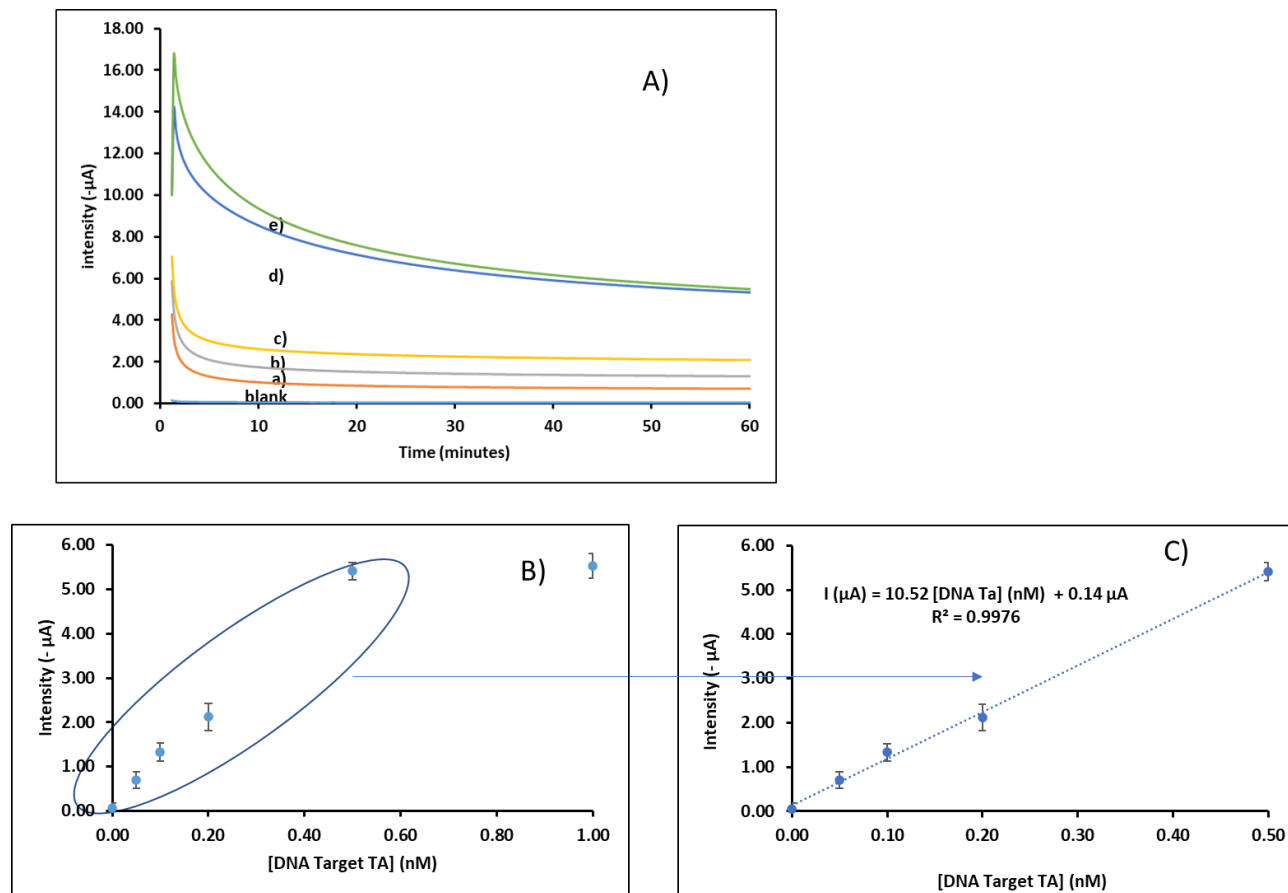 A)
intensity (-µA)
18.00
16.00
14.00
12.00
10.00
8.00
6.00
4.00
2.00
0.00
e)
d)
c)
b)
a)
blank
0 10 20 30 40 50 60
Time (minutes)
B)
Intensity (- µA)
6.00
5.00
4.00
3.00
2.00
1.00
0.00
0.00 0.20 0.40 0.60 0.80 1.00
[DNA Target TA] (nM)
C)
Intensity (- µA)
6.00
5.00
4.00
3.00
2.00
1.00
0.00
I (µA) = 10.52 [DNA Ta] (nM) + 0.14 µA
R² = 0.9976
0.00 0.10 0.20 0.30 0.40 0.50
[DNA Target TA] (nM)